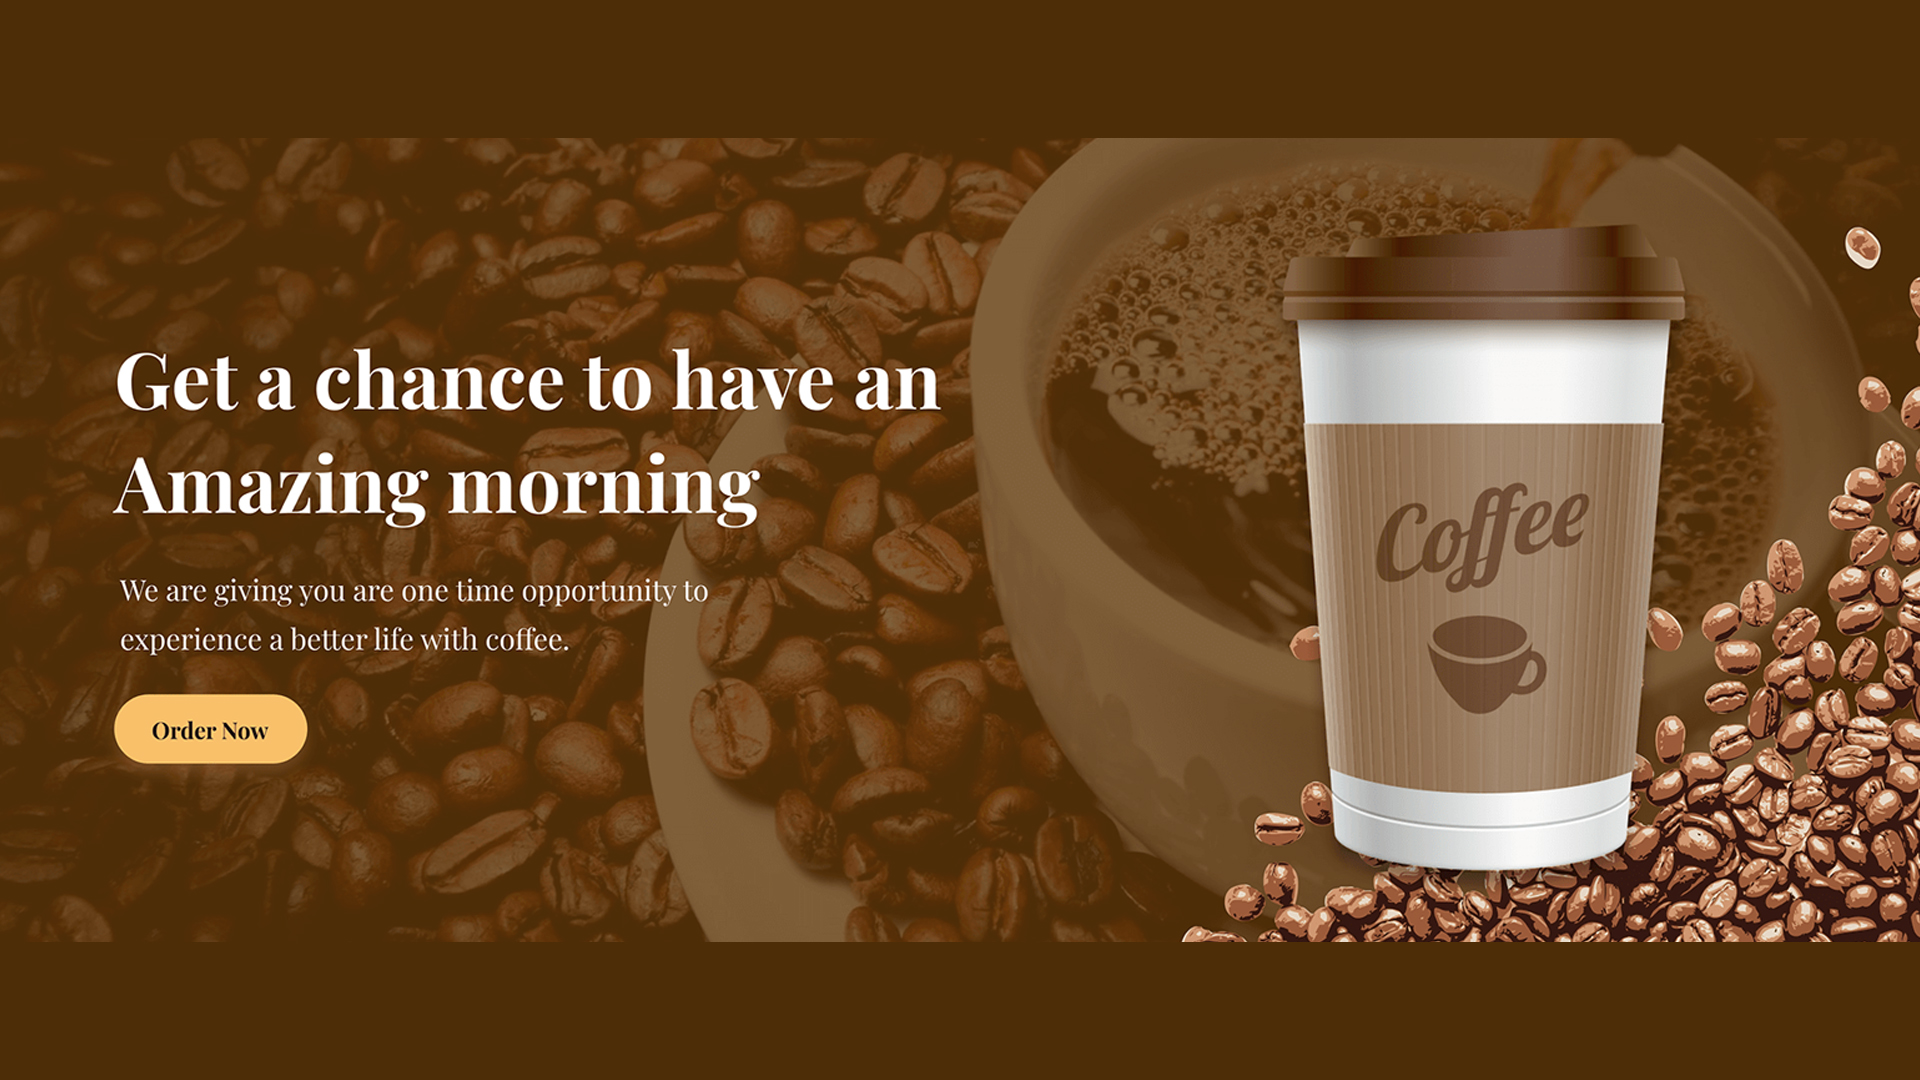 Get a chance to have an
Amazing morning
We are giving you are one time opportunity to
experience a better life with coffee.
Order Now
Coffee